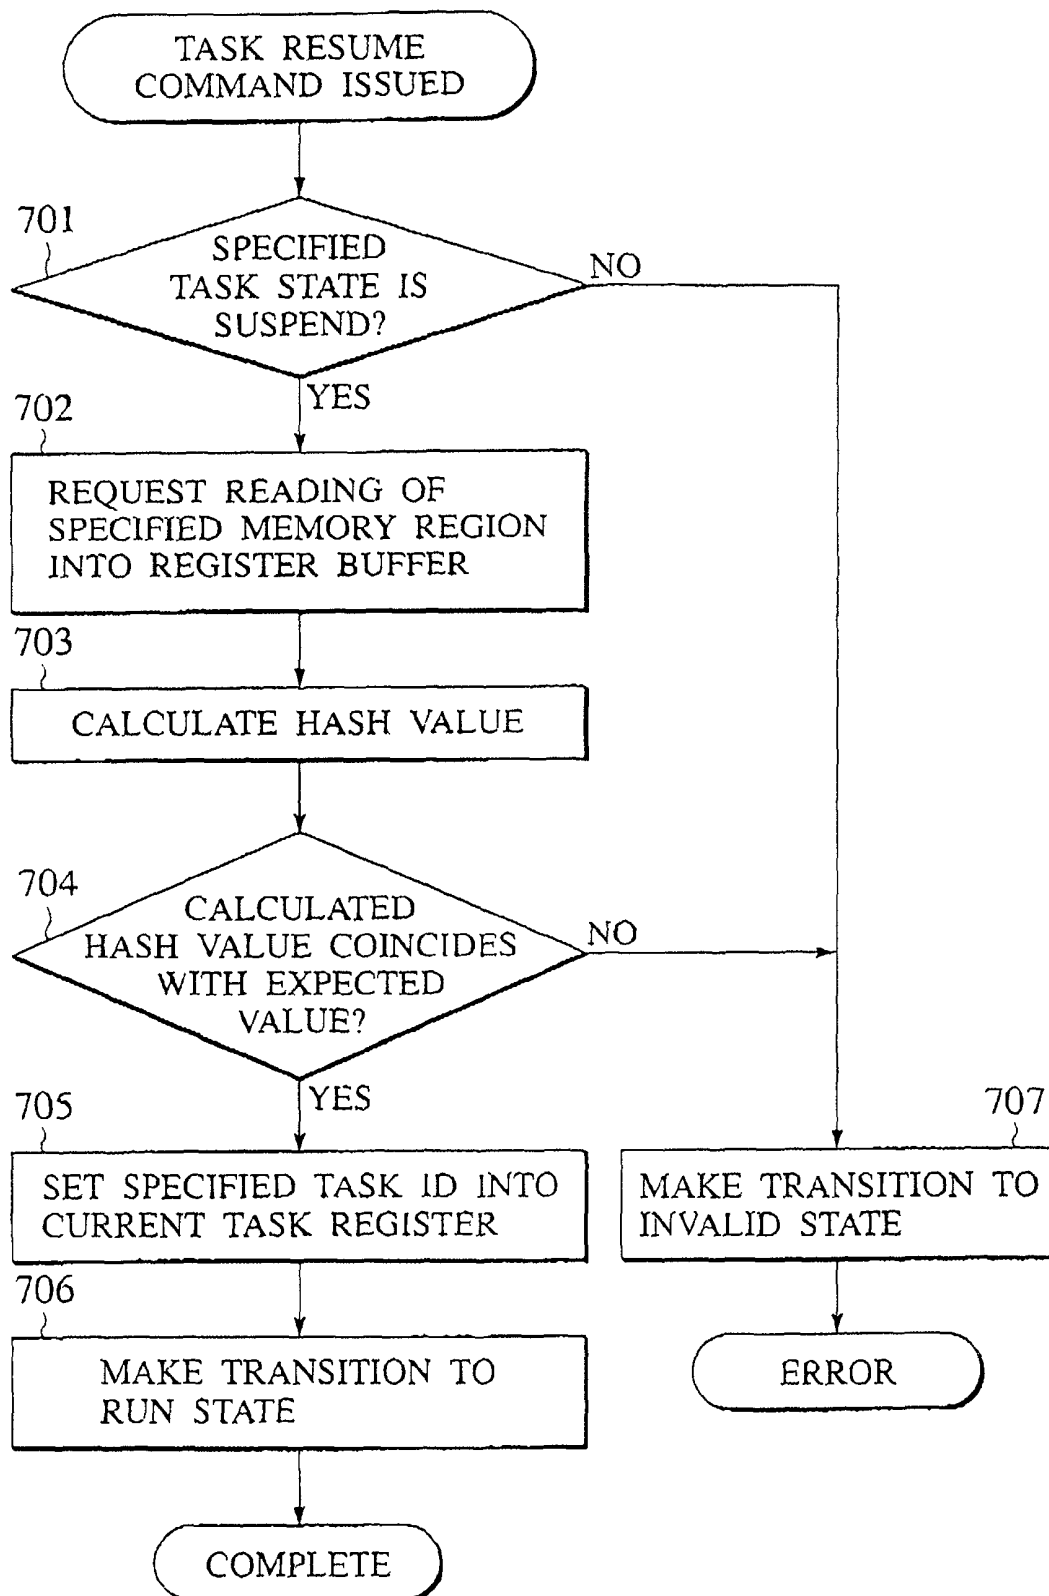 TASK RESUME
COMMAND ISSUED
701
SPECIFIED
TASK STATE IS
SUSPEND?
NO
YES
702
REQUEST READING OF
SPECIFIED MEMORY REGION
INTO REGISTER BUFFER
703
CALCULATE HASH VALUE
704
CALCULATED
HASH VALUE COINCIDES
WITH EXPECTED
VALUE?
NO
YES
705
SET SPECIFIED TASK ID INTO
CURRENT TASK REGISTER
707
MAKE TRANSITION TO
INVALID STATE
706
MAKE TRANSITION TO
RUN STATE
ERROR
COMPLETE